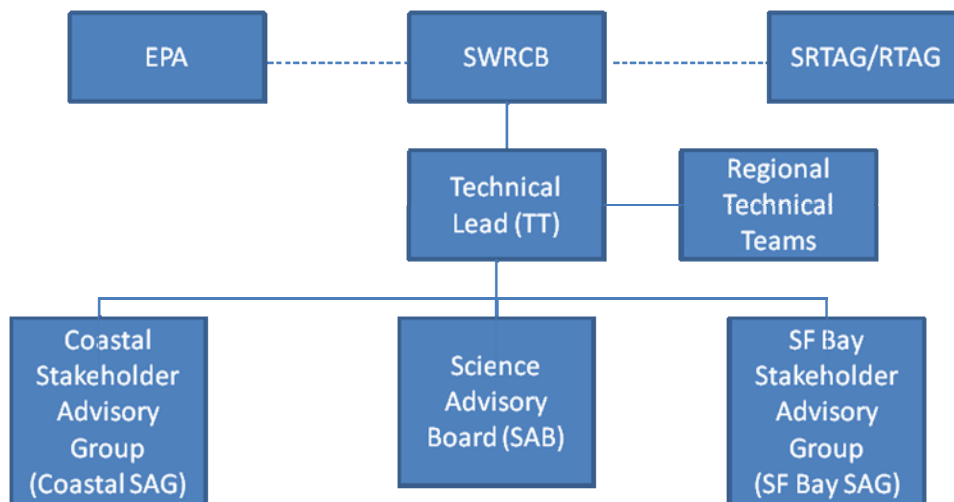 EPA
SWRCB
SRTAG/RTAG
Technical
Lead (TT)
Regional
Technical
Teams
Coastal
Stakeholder
Advisory
Group
(Coastal SAG)
Science
Advisory
Board (SAB)
SF Bay
Stakeholder
Advisory
Group
(SF Bay SAG)